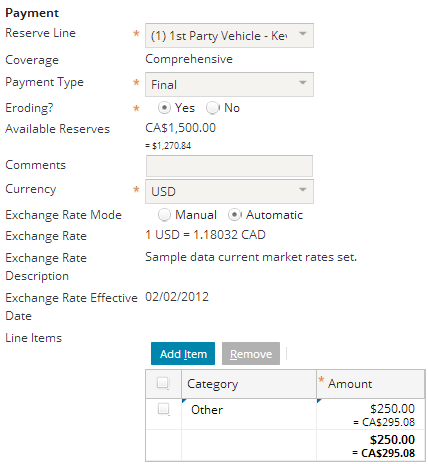 Payment
Reserve Line * (1) 1st Party Vehicle - Ke
Coverage Comprehensive
Payment Type * Final
Eroding? * Yes No
Available Reserves CA$1,500.00
= $1,270.84
Comments
Currency * USD
Exchange Rate Mode Manual Automatic
Exchange Rate 1 USD = 1.18032 CAD
Exchange Rate Sample data current market rates set.
Description
Exchange Rate Effective 02/02/2012
Date
Line Items
Add Item Remove
Category * Amount
Other $250.00
= CA$295.08
$250.00
= CA$295.08